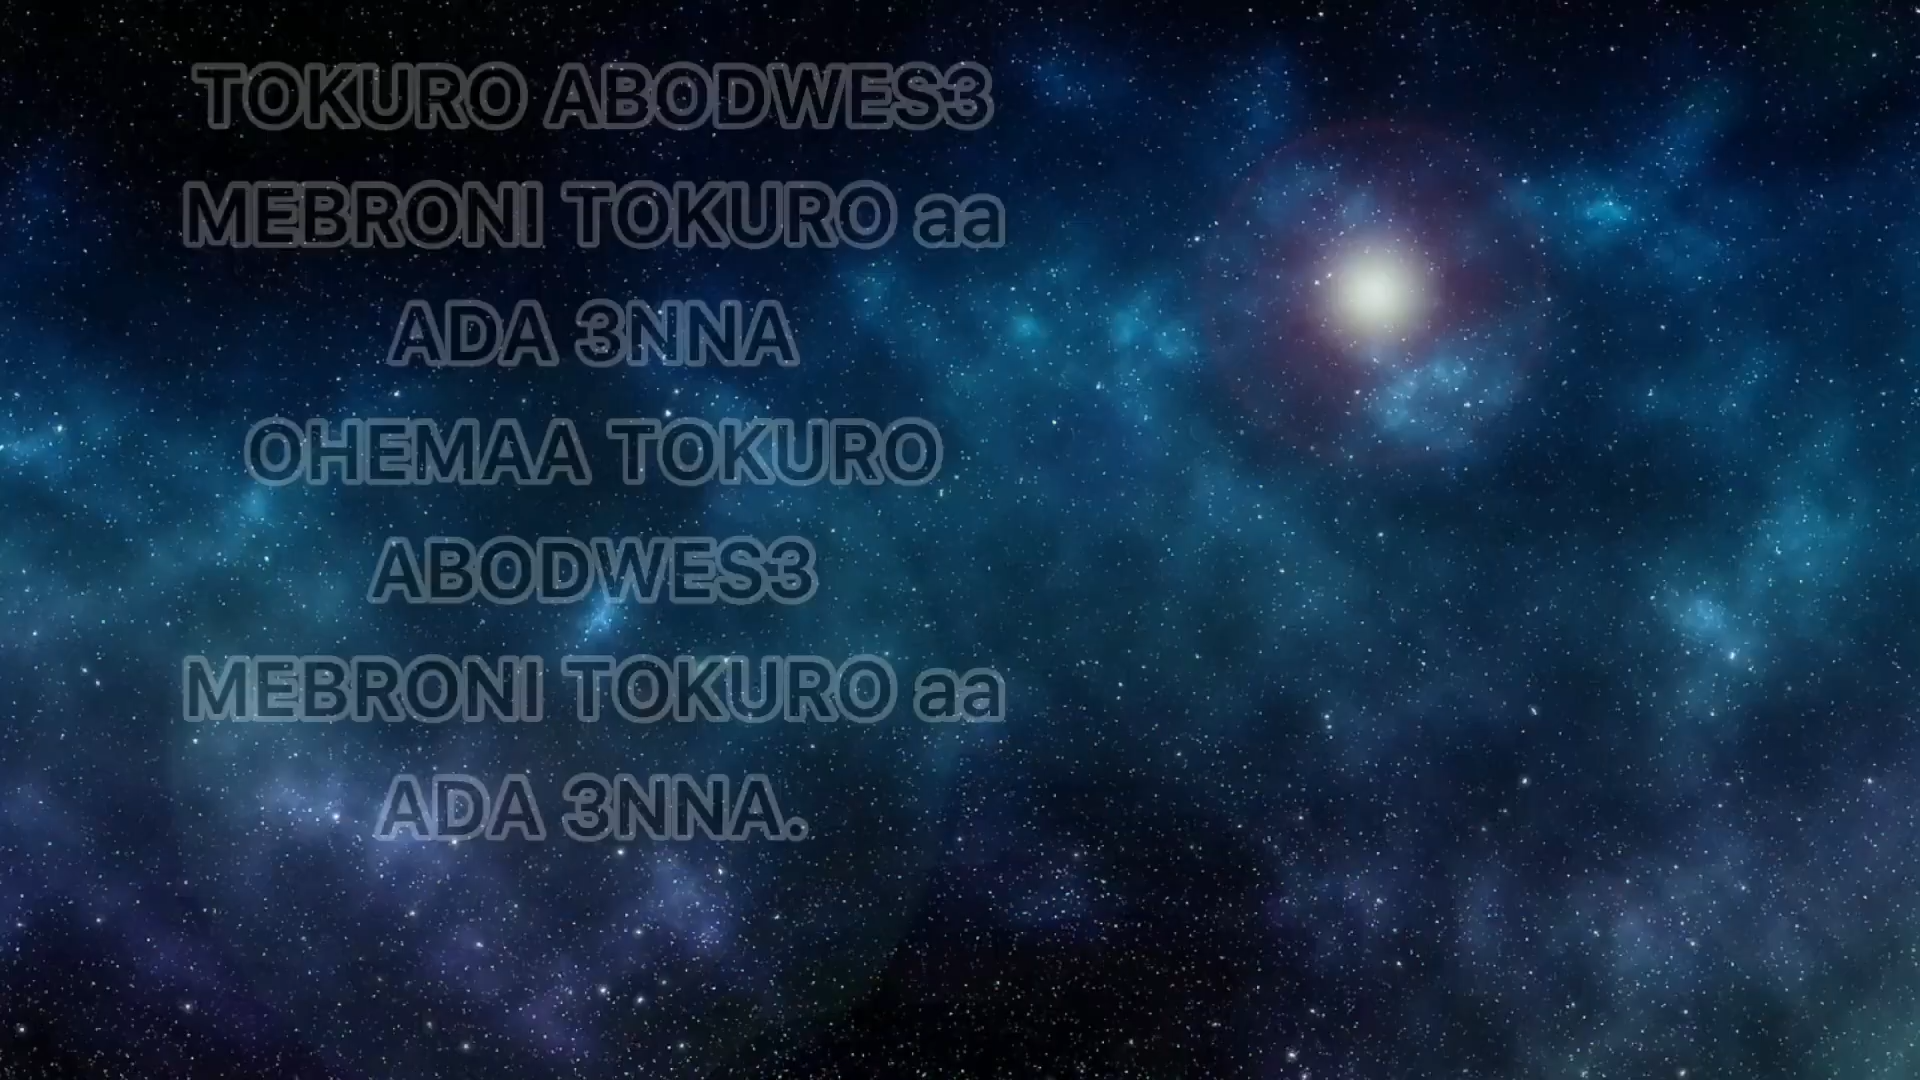 TOKURO ABODWES3
MEBRONI TOKURO aa
ADA 3NNA
OHEMAA TOKURO
ABODWES3
MEBRONI TOKURO aa
ADA 3NNA.